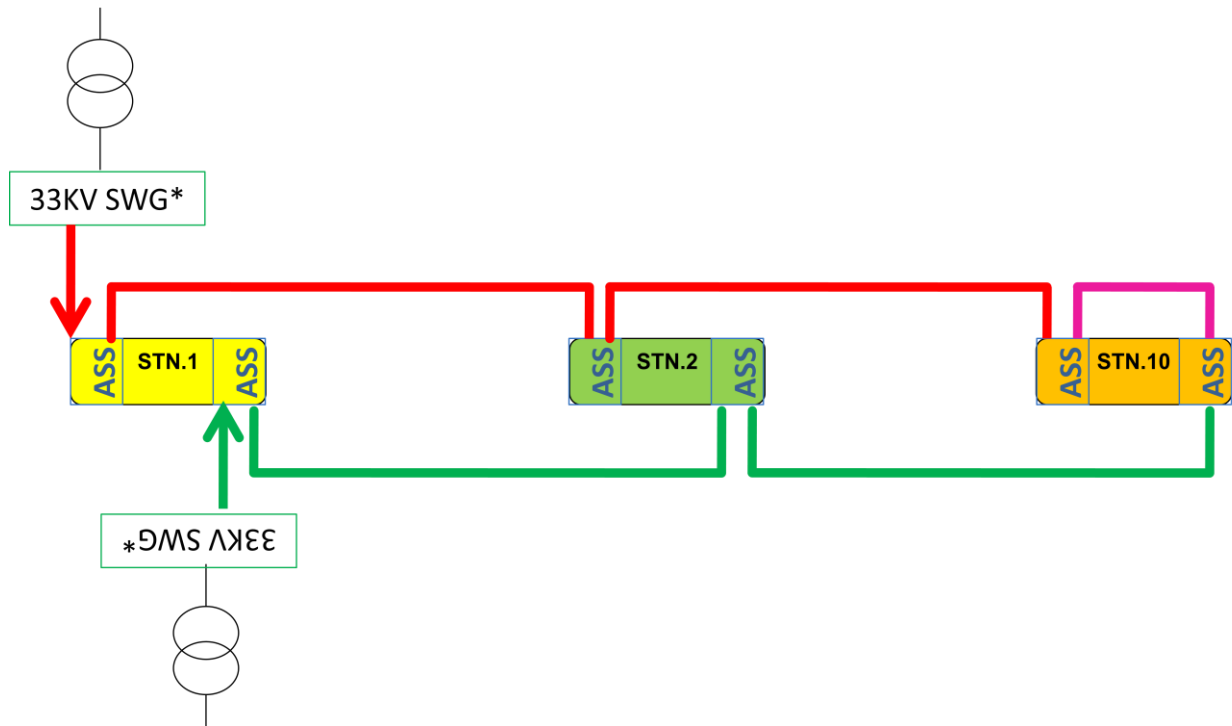 33KV SWG*
ASS STN.1 ASS
ASS STN.2 ASS
ASS STN.10 ASS
33KV SWG*